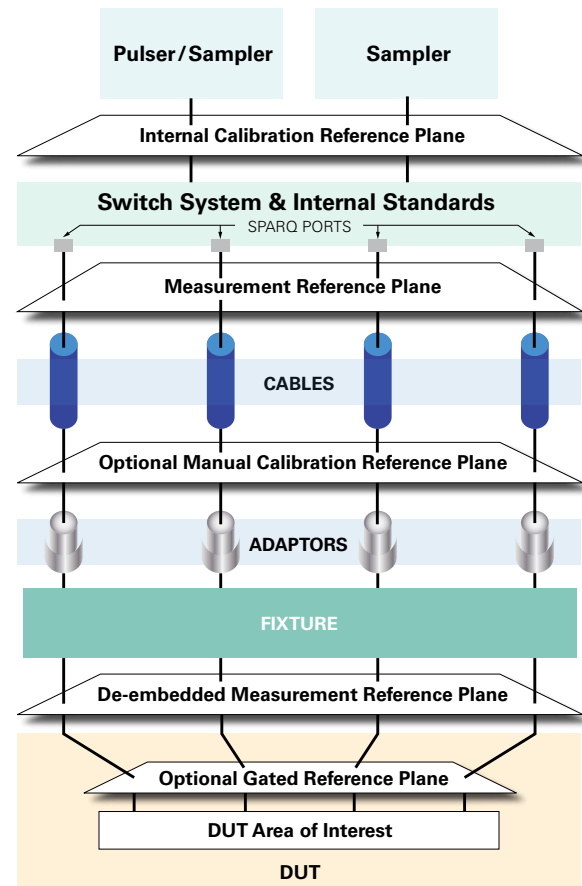 Pulser/Sampler
Sampler
Internal Calibration Reference Plane
Switch System & Internal Standards
SPARQ PORTS
Measurement Reference Plane
CABLES
Optional Manual Calibration Reference Plane
ADAPTORS
FIXTURE
De-embedded Measurement Reference Plane
Optional Gated Reference Plane
DUT Area of Interest
DUT